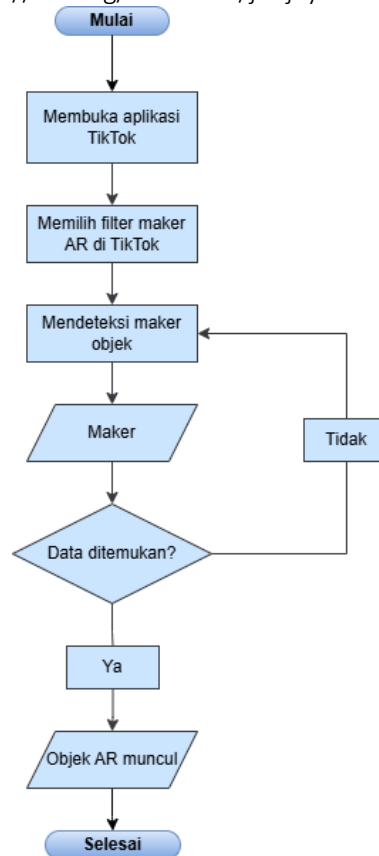 Mulai
Membuka aplikasi
TikTok
Memilih filter maker
AR di TikTok
Mendeteksi maker
objek
Maker
Tidak
Data ditemukan?
Ya
Objek AR muncul
Selesai